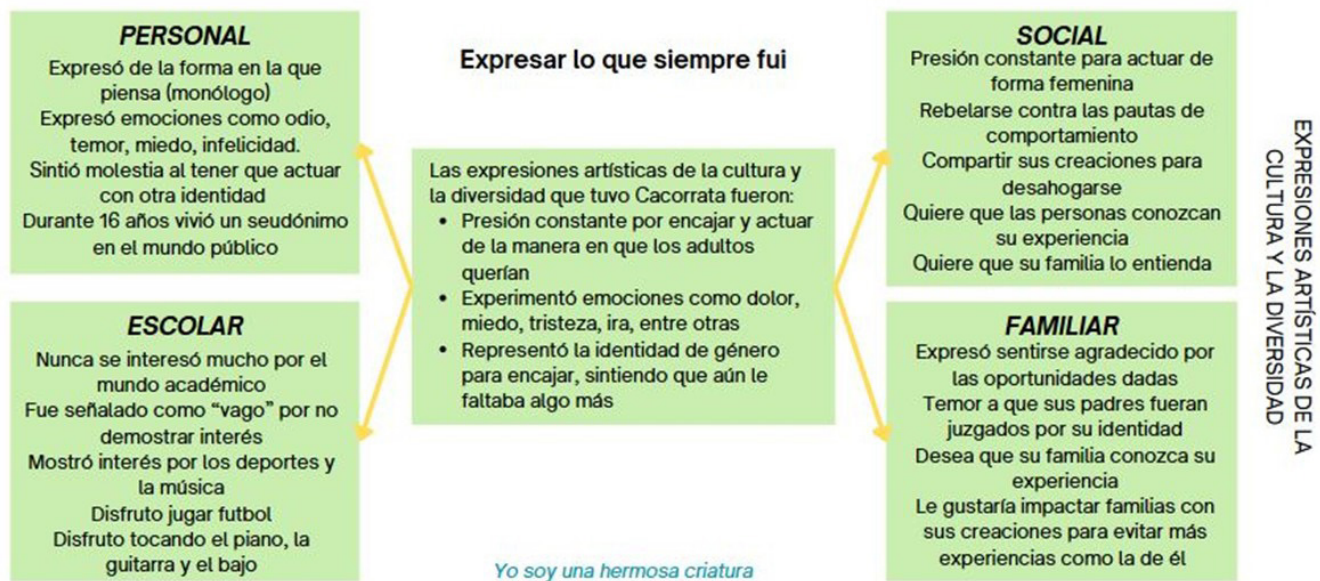 PERSONAL
Expresó de la forma en la que
piensa (monólogo)
Expresó emociones como odio,
temor, miedo, infelicidad.
Sintió molestia al tener que actuar
con otra identidad
Durante 16 años vivió un seudónimo
en el mundo público
ESCOLAR
Nunca se interesó mucho por el
mundo académico
Fue señalado como “vago” por no
demostrar interés
Mostró interés por los deportes y
la música
Disfruto jugar futbol
Disfruto tocando el piano, la
guitarra y el bajo
Expresar lo que siempre fui
Las expresiones artísticas de la cultura y
la diversidad que tuvo Cacorrata fueron:
• Presión constante por encajar y actuar
de la manera en que los adultos
querían
• Experimentó emociones como dolor,
miedo, tristeza, ira, entre otras
• Representó la identidad de género
para encajar, sintiendo que aún le
faltaba algo más
Yo soy una hermosa criatura
SOCIAL
Presión constante para actuar de
forma femenina
Rebelarse contra las pautas de
comportamiento
Compartir sus creaciones para
desahogarse
Quiere que las personas conozcan
su experiencia
Quiere que su familia lo entienda
FAMILIAR
Expresó sentirse agradecido por
las oportunidades dadas
Temor a que sus padres fueran
juzgados por su identidad
Desea que su familia conozca su
experiencia
Le gustaría impactar familias con
sus creaciones para evitar más
experiencias como la de él
EXPRESIONES ARTÍSTICAS DE LA
CULTURA Y LA DIVERSIDAD